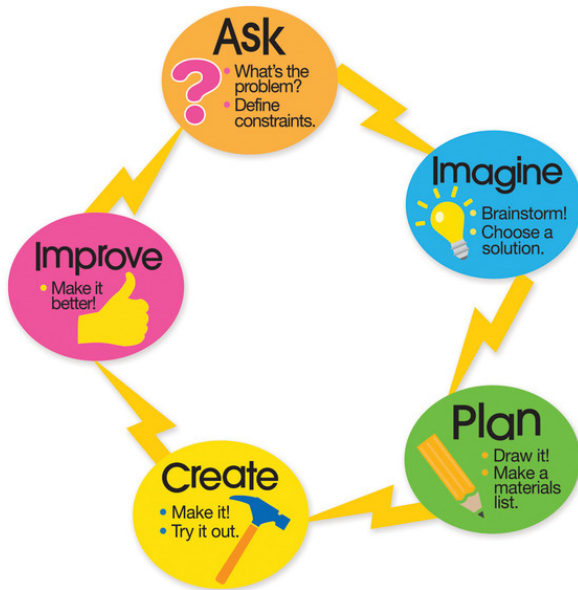 Ask
• What's the
problem?
• Define
constraints.
Imagine
• Brainstorm!
• Choose a
solution.
Plan
• Draw it!
• Make a
materials
list.
Create
• Make it!
• Try it out.
Improve
• Make it
better!